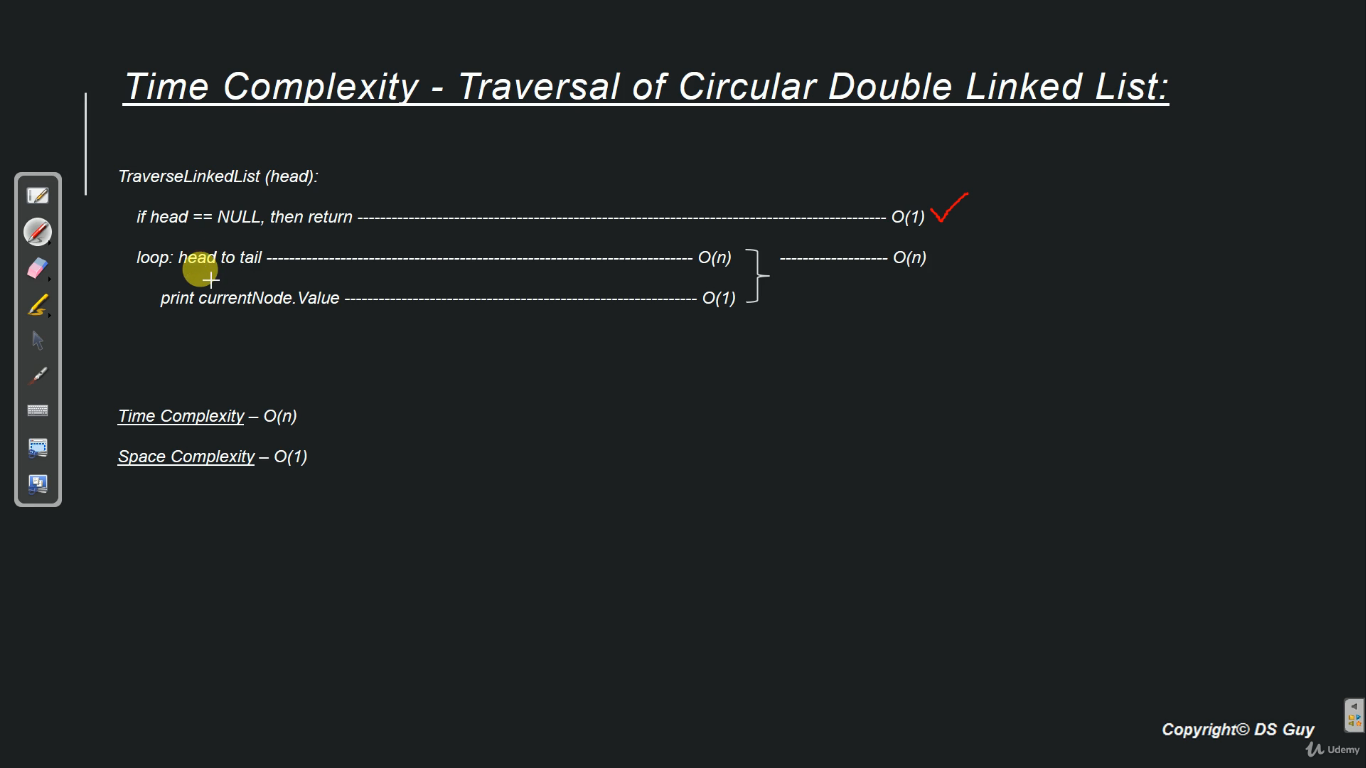 Time Complexity - Traversal of Circular Double Linked List:
TraverseLinkedList (head):
if head == NULL, then return ---------------------------------------------------------------------------------------- O(1)
loop: head to tail ----------------------------------------------------------------------- O(n) ------------------- O(n)
print currentNode.Value ----------------------------------------------------------- O(1)
Time Complexity – O(n)
Space Complexity – O(1)
Copyright© DS Guy
Udemy